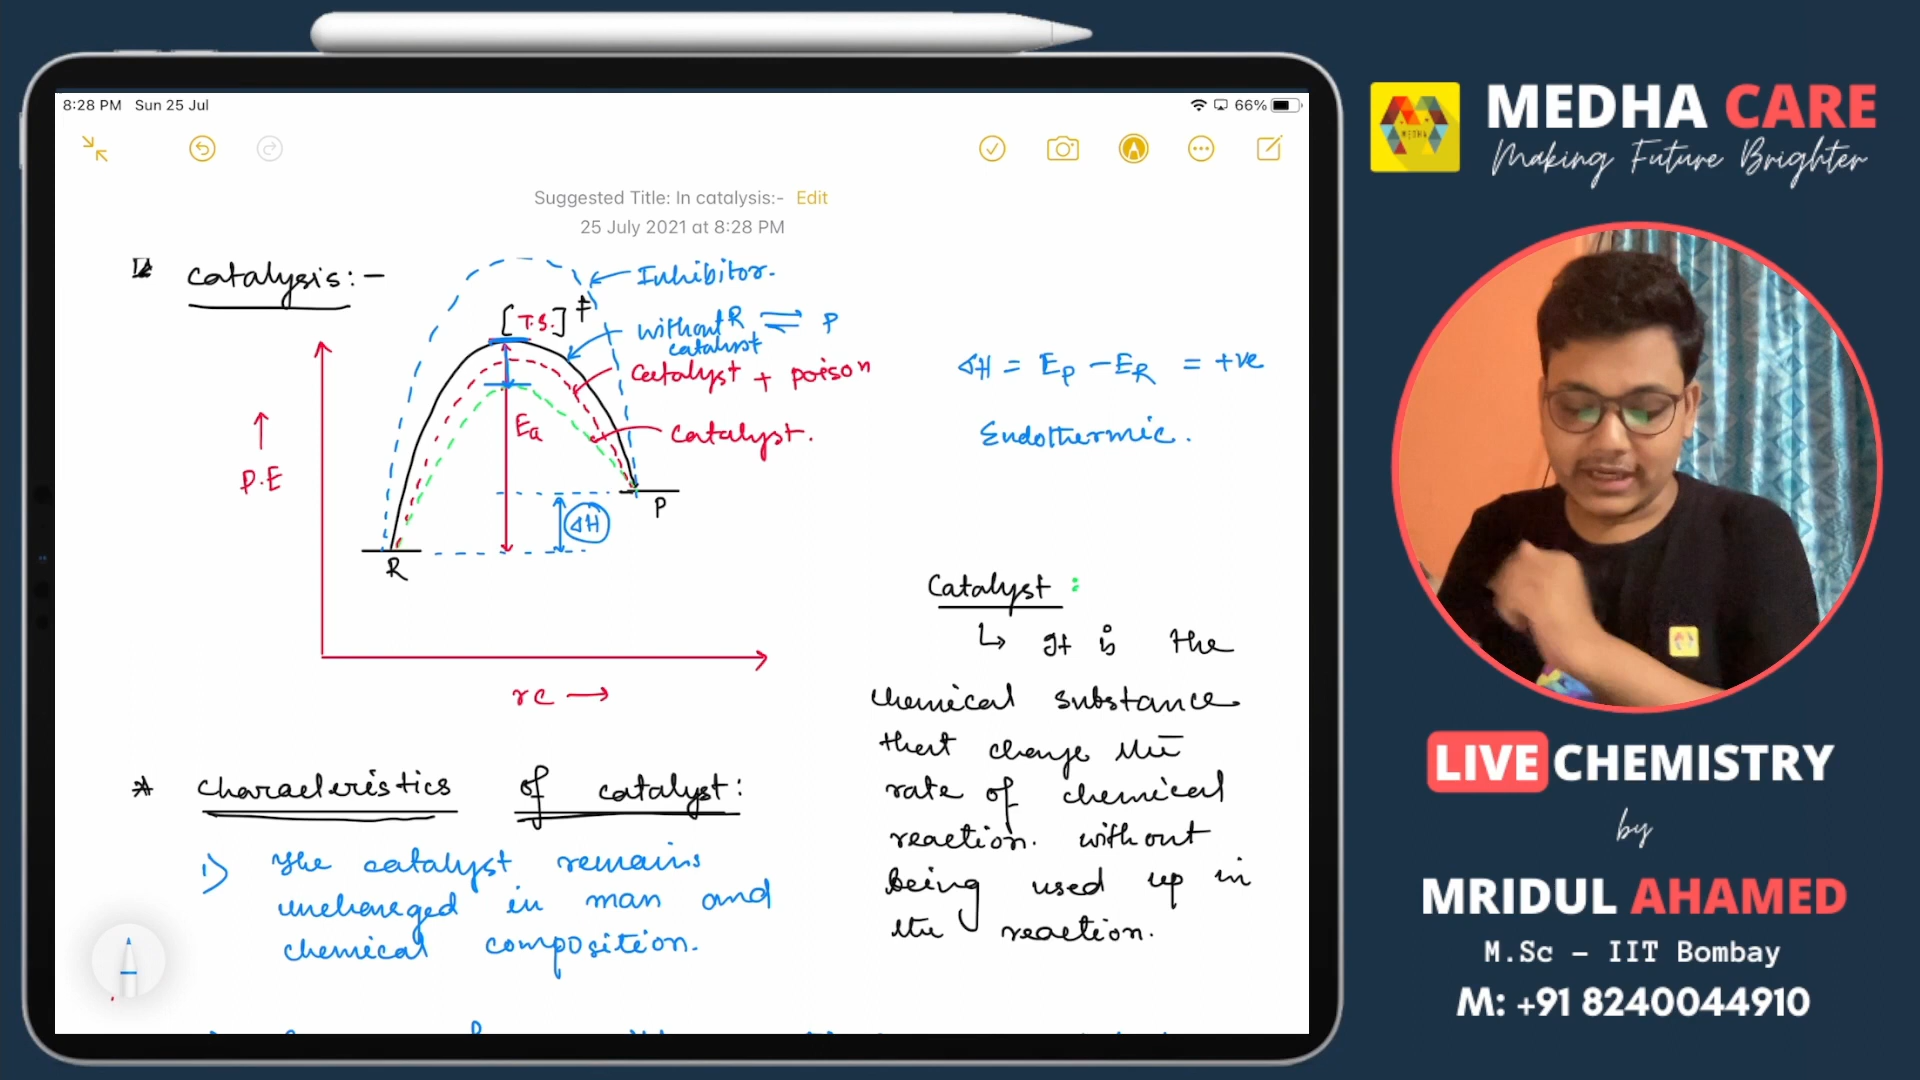 8:28 PM Sun 25 Jul
66%
Suggested Title: In catalysis:- Edit
25 July 2021 at 8:28 PM
Catalysis:-
Inhibitor.
[T.S.]‡
without R ⇌ P
catalyst
Catalyst + poison
ΔH = Ep - ER = +ve
Ea
Catalyst.
Endothermic.
↑
P.E
P
ΔH
R
Catalyst :
↳ It is the
chemical substance
that change the
rate of chemical
reaction. without
being used up in
the reaction.
rc →
* Characteristics of catalyst:
1) The catalyst remains
unchanged in man and
chemical composition.
MEDHA CARE
Making Future Brighter
MEDHA
LIVE CHEMISTRY
by
MRIDUL AHAMED
M.Sc - IIT Bombay
M: +91 8240044910